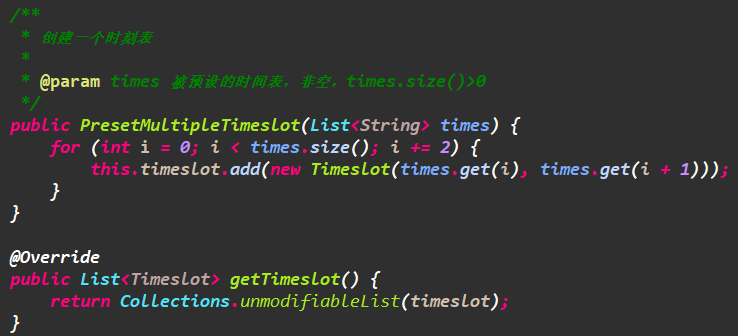 /**
 * 创建一个时刻表
 *
 * @param times 被预设的时间表，非空，times.size()>0
 */
public PresetMultipleTimeslot(List<String> times) {
    for (int i = 0; i < times.size(); i += 2) {
        this.timeslot.add(new Timeslot(times.get(i), times.get(i + 1)));
    }
}

@Override
public List<Timeslot> getTimeslot() {
    return Collections.unmodifiableList(timeslot);
}